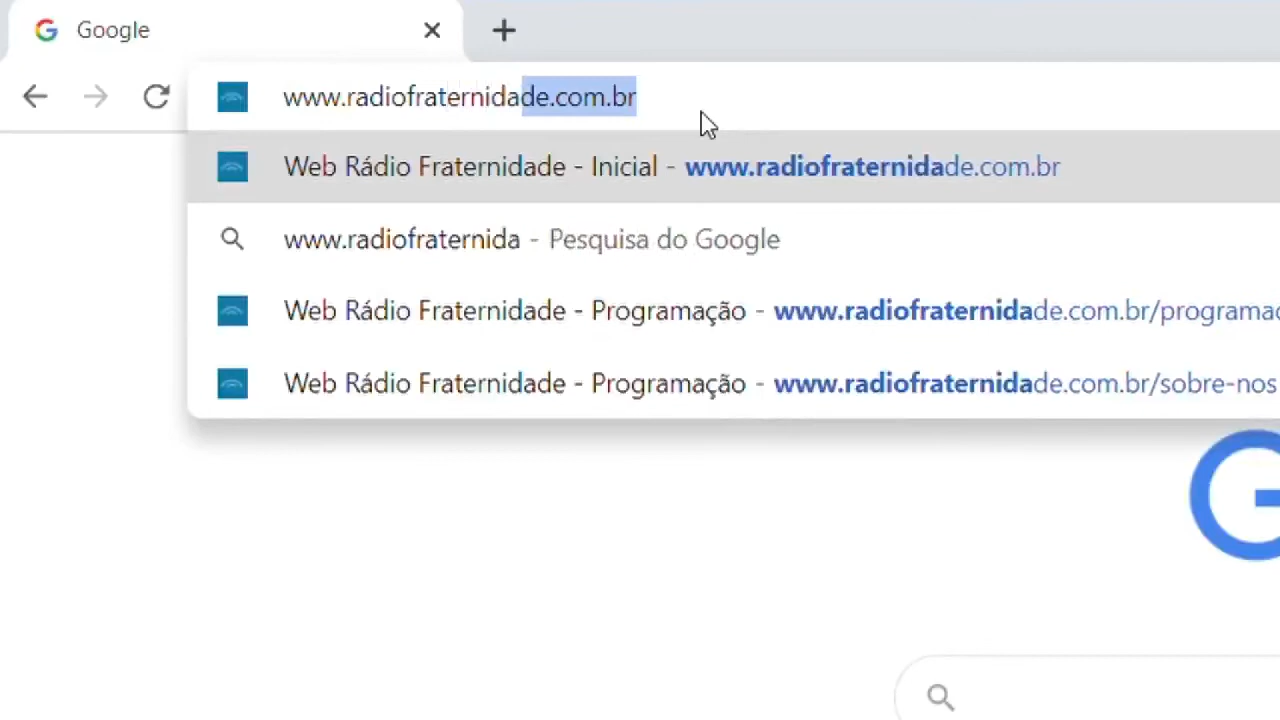 Google
www.radiofraternidade.com.br
Web Rádio Fraternidade - Inicial - www.radiofraternidade.com.br
www.radiofraternida - Pesquisa do Google
Web Rádio Fraternidade - Programação - www.radiofraternidade.com.br/programa
Web Rádio Fraternidade - Programação - www.radiofraternidade.com.br/sobre-nos
G